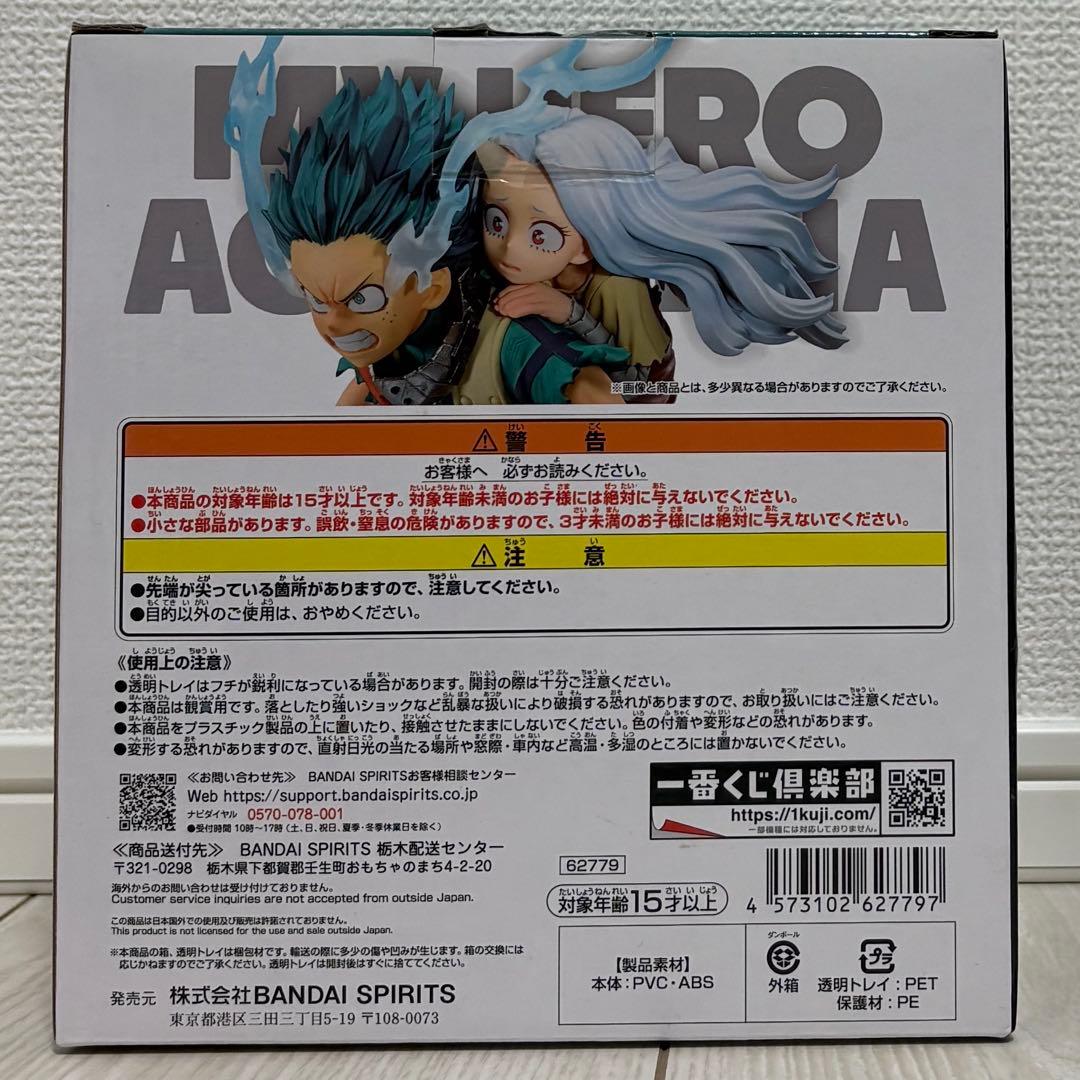 MY HERO
ACADEMIA
※画像と商品とは、多少異なる場合がありますのでご了承ください。
⚠警告
お客様へ 必ずお読みください。
●本商品の対象年齢は15才以上です。対象年齢未満のお子様には絶対に与えないでください。
●小さな部品があります。誤飲・窒息の危険がありますので、3才未満のお子様には絶対に与えないでください。
⚠注意
●先端が尖っている箇所がありますので、注意してください。
●目的以外のご使用は、おやめください。
《使用上の注意》
●透明トレイはフチが鋭利になっている場合があります。開封の際は十分ご注意ください。
●本商品は観賞用です。落としたり強いショックなど乱暴な扱いにより破損する恐れがありますので、お取り扱いにはご注意ください。
●本商品をプラスチック製品の上に置いたり、接触させたままにしないでください。色の付着や変形などの恐れがあります。
●変形する恐れがありますので、直射日光の当たる場所や窓際・車内など高温・多湿のところには置かないでください。
≪お問い合わせ先≫ BANDAI SPIRITSお客様相談センター
Web https://support.bandaispirits.co.jp
ナビダイヤル 0570-078-001
●受付時間 10時~17時(土、日、祝日、夏季・冬季休業日を除く)
≪商品送付先≫ BANDAI SPIRITS 栃木配送センター
〒321-0298 栃木県下都賀郡壬生町おもちゃのまち4-2-20
海外からのお問い合わせは受け付けておりません。
Customer service inquiries are not accepted from outside Japan.
この商品は日本国外での使用及び販売は許諾されておりません。
This product is not licensed for the use and sale outside Japan.
※本商品の箱、透明トレイは梱包材です。輸送の際に多少の傷や凹みが生じます。箱の交換には
応じかねますのでご了承ください。透明トレイは開封後はすぐに捨ててください。
発売元 株式会社BANDAI SPIRITS
東京都港区三田三丁目5-19 〒108-0073
一番くじ倶楽部
https://1kuji.com/
一部機種には対応しておりません。
62779
対象年齢15才以上
4 573102 627797
【製品素材】
本体:PVC・ABS
ダンボール
外箱
プラ
透明トレイ:PET
保護材:PE